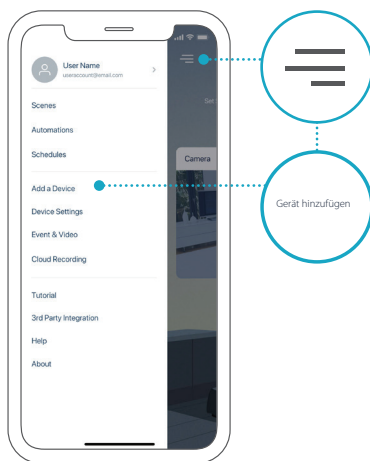 User Name
useraccount@email.com
Scenes
Automations
Schedules
Add a Device
Device Settings
Event & Video
Cloud Recording
Tutorial
3rd Party Integration
Help
About
Set
Camera
Gerät hinzufügen